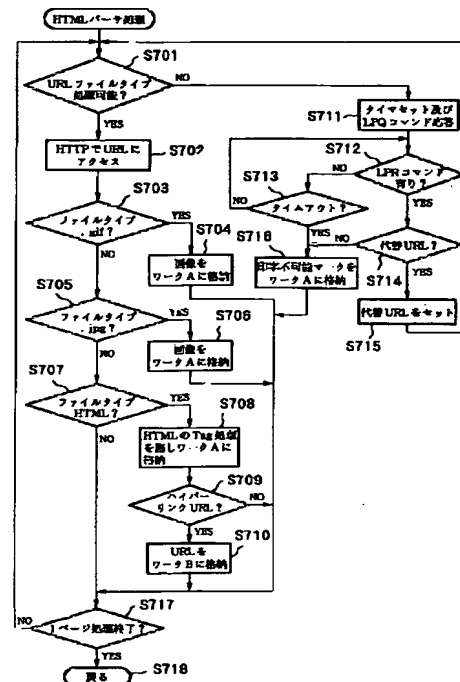 HTMLパーサ処理
S701
URLファイルタイプ
処理可能?
NO
YES
S702
HTTPでURLに
アクセス
S703
ファイルタイプ
.gif?
YES
NO
S704
画像を
ワークAに格納
S705
ファイルタイプ
.jpg?
YES
NO
S706
画像を
ワークAに格納
S707
ファイルタイプ
HTML?
YES
NO
S708
HTMLのTag処理
を施しワークAに
格納
S709
ハイパー
リンクURL?
NO
YES
S710
URLを
ワークBに格納
S711
タイマセット及び
LPQコマンド応答
S712
LPRコマンド
有り?
NO
YES
S713
タイムアウト?
NO
YES
代替URL?
NO
S714
YES
S716
印字不可能マークを
ワークAに格納
代替URLをセット
S715
S717
1ページ処理終了?
NO
YES
戻る
S718